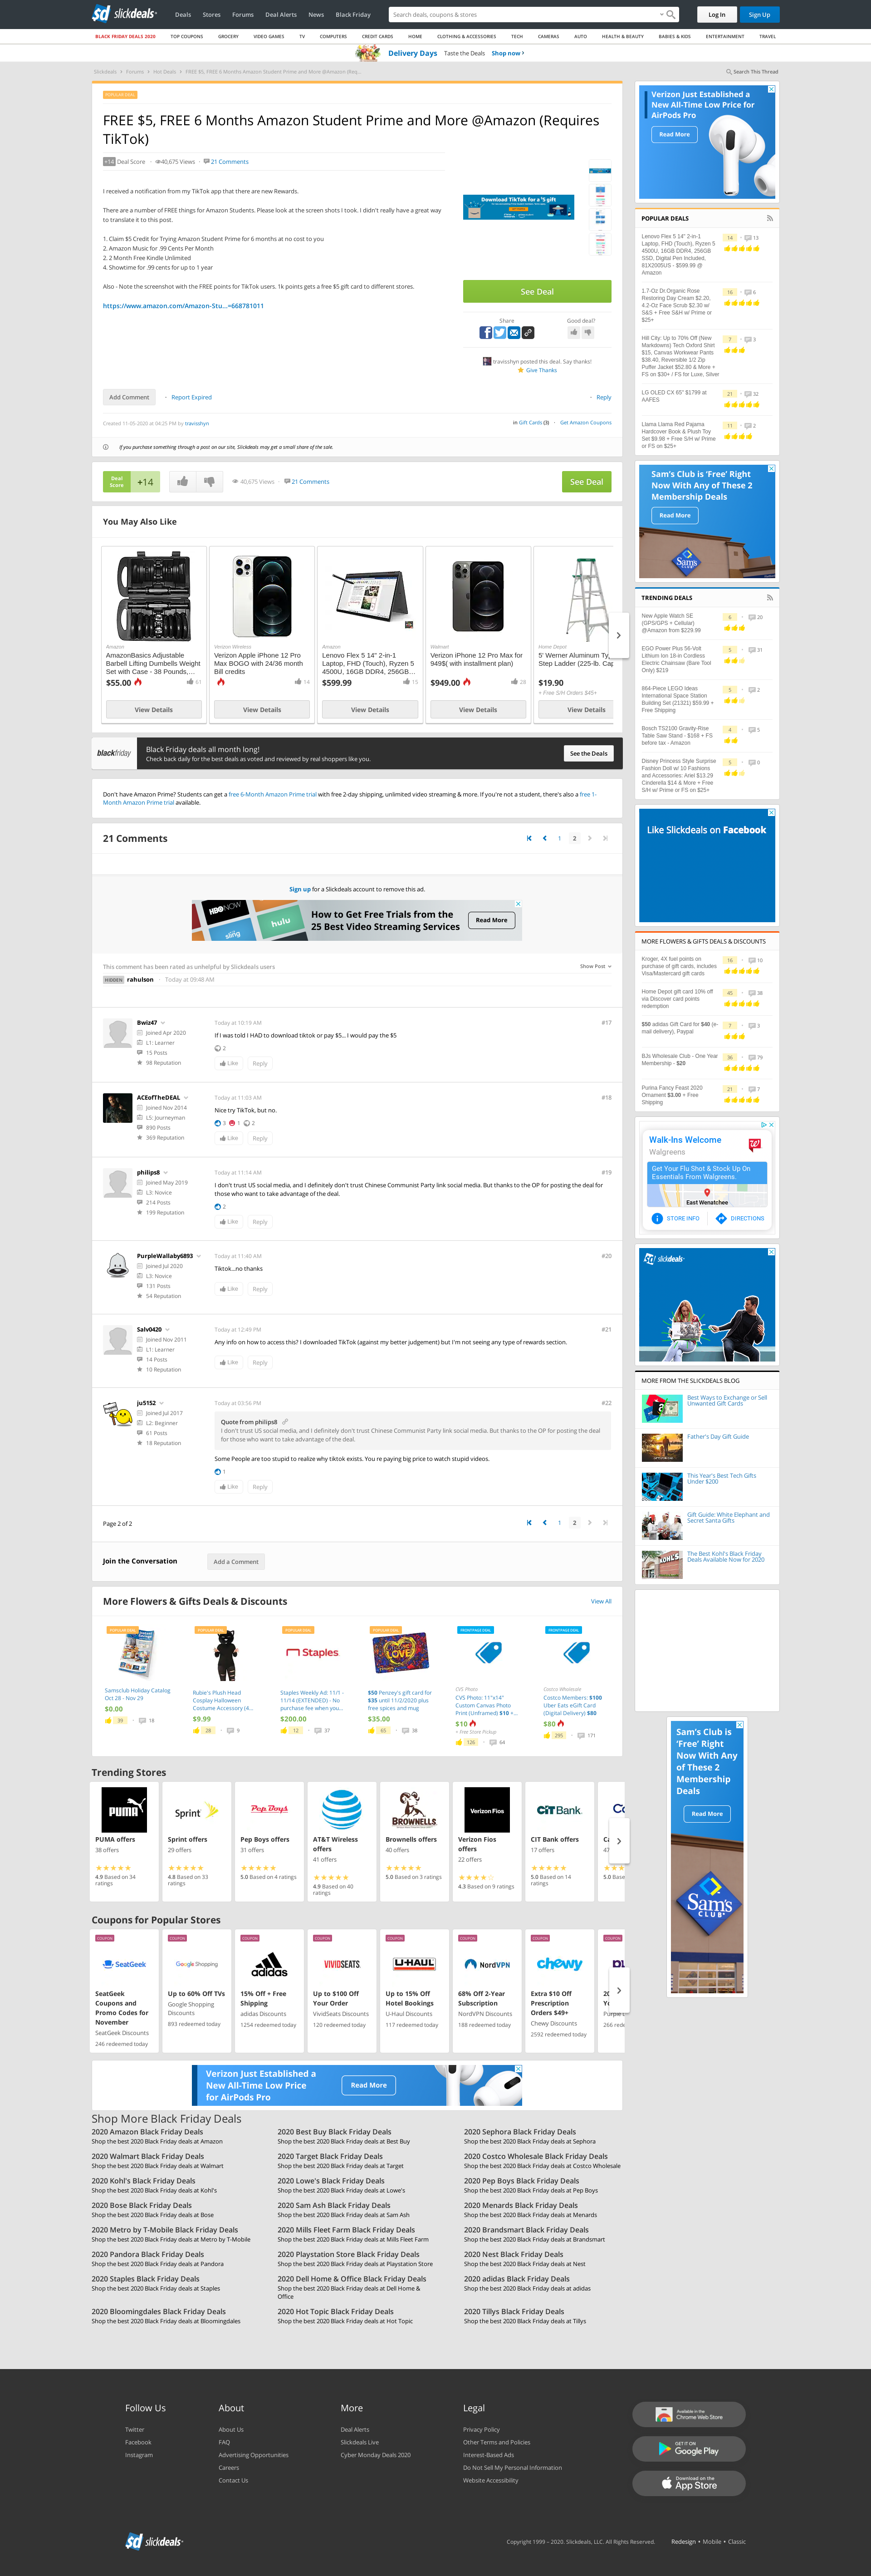 slickdeals
Deals
Stores
Forums
Deal Alerts
News
Black Friday
Search deals, coupons & stores
Log In
Sign Up
BLACK FRIDAY DEALS 2020
TOP COUPONS
GROCERY
VIDEO GAMES
TV
COMPUTERS
CREDIT CARDS
HOME
CLOTHING & ACCESSORIES
TECH
CAMERAS
AUTO
HEALTH & BEAUTY
BABIES & KIDS
ENTERTAINMENT
TRAVEL
Delivery Days Taste the Deals Shop now ›
Slickdeals › Forums › Hot Deals › FREE $5, FREE 6 Months Amazon Student Prime and More @Amazon (Req...
Search This Thread
POPULAR DEAL
FREE $5, FREE 6 Months Amazon Student Prime and More @Amazon (Requires
TikTok)
+14 Deal Score · 40,675 Views · 21 Comments
I received a notification from my TikTok app that there are new Rewards.
There are a number of FREE things for Amazon Students. Please look at the screen shots I took. I didn't really have a great way
to translate it to this post.
1. Claim $5 Credit for Trying Amazon Student Prime for 6 months at no cost to you
2. Amazon Music for .99 Cents Per Month
2. 2 Month Free Kindle Unlimited
4. Showtime for .99 cents for up to 1 year
Also - Note the screenshot with the FREE points for TikTok users. 1k points gets a free $5 gift card to different stores.
https://www.amazon.com/Amazon-Stu...=668781011
Download TikTok for a $5 gift
See Deal
Share
Good deal?
travisshyn posted this deal. Say thanks!
Give Thanks
Add Comment · Report Expired
· Reply
Created 11-05-2020 at 04:25 PM by travisshyn
in Gift Cards (3) · Get Amazon Coupons
If you purchase something through a post on our site, Slickdeals may get a small share of the sale.
Deal
Score
+14
40,675 Views · 21 Comments
See Deal
You May Also Like
Amazon
AmazonBasics Adjustable
Barbell Lifting Dumbells Weight
Set with Case - 38 Pounds,...
$55.00
61
View Details
Verizon Wireless
Verizon Apple iPhone 12 Pro
Max BOGO with 24/36 month
Bill credits
14
View Details
Amazon
Lenovo Flex 5 14" 2-in-1
Laptop, FHD (Touch), Ryzen 5
4500U, 16GB DDR4, 256GB...
$599.99
15
View Details
Walmart
Verizon iPhone 12 Pro Max for
949$( with installment plan)
$949.00
28
View Details
Home Depot
5' Werner Aluminum Ty
Step Ladder (225-lb. Cap
$19.90
+ Free S/H Orders $45+
View Details
blackfriday
Black Friday deals all month long!
Check back daily for the best deals as voted and reviewed by real shoppers like you.
See the Deals
Don't have Amazon Prime? Students can get a free 6-Month Amazon Prime trial with free 2-day shipping, unlimited video streaming & more. If you're not a student, there's also a free 1-
Month Amazon Prime trial available.
21 Comments
1 2
Sign up for a Slickdeals account to remove this ad.
HBO NOW
hulu
sling
How to Get Free Trials from the
25 Best Video Streaming Services
Read More
This comment has been rated as unhelpful by Slickdeals users
Show Post
HIDDEN rahulson · Today at 09:48 AM
Bwiz47
Joined Apr 2020
L1: Learner
15 Posts
98 Reputation
Today at 10:19 AM
#17
If I was told I HAD to download tiktok or pay $5... I would pay the $5
2
Like
Reply
ACEofTheDEAL
Joined Nov 2014
L5: Journeyman
890 Posts
369 Reputation
Today at 11:03 AM
#18
Nice try TikTok, but no.
3 1 2
Like
Reply
philips8
Joined May 2019
L3: Novice
214 Posts
199 Reputation
Today at 11:14 AM
#19
I don't trust US social media, and I definitely don't trust Chinese Communist Party link social media. But thanks to the OP for posting the deal for
those who want to take advantage of the deal.
2
Like
Reply
PurpleWallaby6893
Joined Jul 2020
L3: Novice
131 Posts
54 Reputation
Today at 11:40 AM
#20
Tiktok...no thanks
Like
Reply
Salv0420
Joined Nov 2011
L1: Learner
14 Posts
10 Reputation
Today at 12:49 PM
#21
Any info on how to access this? I downloaded TikTok (against my better judgement) but I'm not seeing any type of rewards section.
Like
Reply
ju5152
Joined Jul 2017
L2: Beginner
61 Posts
18 Reputation
Today at 03:56 PM
#22
Quote from philips8
I don't trust US social media, and I definitely don't trust Chinese Communist Party link social media. But thanks to the OP for posting the deal
for those who want to take advantage of the deal.
Some People are too stupid to realize why tiktok exists. You re paying big price to watch stupid videos.
1
Like
Reply
Page 2 of 2
1 2
Join the Conversation
Add a Comment
More Flowers & Gifts Deals & Discounts
View All
POPULAR DEAL
Samsclub Holiday Catalog
Oct 28 - Nov 29
$0.00
39 · 18
POPULAR DEAL
Rubie's Plush Head
Cosplay Halloween
Costume Accessory (4...
$9.99
28 · 9
POPULAR DEAL
Staples
Staples Weekly Ad: 11/1 -
11/14 (EXTENDED) - No
purchase fee when you...
$200.00
12 · 37
POPULAR DEAL
LOVE
$50 Penzey's gift card for
$35 until 11/2/2020 plus
free spices and mug
$35.00
65 · 38
FRONTPAGE DEAL
CVS Photo
CVS Photo: 11"x14"
Custom Canvas Photo
Print (Unframed) $10 +...
$10
+ Free Store Pickup
126 · 64
FRONTPAGE DEAL
Costco Wholesale
Costco Members: $100
Uber Eats eGift Card
(Digital Delivery) $80
$80
295 · 171
Trending Stores
PUMA
PUMA offers
38 offers
4.9 Based on 34
ratings
Sprint
Sprint offers
29 offers
4.8 Based on 33
ratings
Pep Boys
Pep Boys offers
31 offers
5.0 Based on 4 ratings
AT&T
AT&T Wireless
offers
41 offers
4.9 Based on 40
ratings
BROWNELLS
Brownells offers
40 offers
5.0 Based on 3 ratings
Verizon Fios
Verizon Fios
offers
22 offers
4.3 Based on 9 ratings
CIT Bank
CIT Bank offers
17 offers
5.0 Based on 14
ratings
Ca
47
5.0 Base
Coupons for Popular Stores
COUPON
SeatGeek
SeatGeek
Coupons and
Promo Codes for
November
SeatGeek Discounts
246 redeemed today
COUPON
Google Shopping
Up to 60% Off TVs
Google Shopping
Discounts
893 redeemed today
COUPON
adidas
15% Off + Free
Shipping
adidas Discounts
1254 redeemed today
COUPON
VIVIDSEATS
Up to $100 Off
Your Order
VividSeats Discounts
120 redeemed today
COUPON
U-HAUL
Up to 15% Off
Hotel Bookings
U-Haul Discounts
117 redeemed today
COUPON
NordVPN
68% Off 2-Year
Subscription
NordVPN Discounts
188 redeemed today
COUPON
chewy
Extra $10 Off
Prescription
Orders $49+
Chewy Discounts
2592 redeemed today
COUPON
20
Yo
Purple D
266 rede
Verizon Just Established a
New All-Time Low Price
for AirPods Pro
Read More
Shop More Black Friday Deals
2020 Amazon Black Friday Deals
Shop the best 2020 Black Friday deals at Amazon
2020 Best Buy Black Friday Deals
Shop the best 2020 Black Friday deals at Best Buy
2020 Sephora Black Friday Deals
Shop the best 2020 Black Friday deals at Sephora
2020 Walmart Black Friday Deals
Shop the best 2020 Black Friday deals at Walmart
2020 Target Black Friday Deals
Shop the best 2020 Black Friday deals at Target
2020 Costco Wholesale Black Friday Deals
Shop the best 2020 Black Friday deals at Costco Wholesale
2020 Kohl's Black Friday Deals
Shop the best 2020 Black Friday deals at Kohl's
2020 Lowe's Black Friday Deals
Shop the best 2020 Black Friday deals at Lowe's
2020 Pep Boys Black Friday Deals
Shop the best 2020 Black Friday deals at Pep Boys
2020 Bose Black Friday Deals
Shop the best 2020 Black Friday deals at Bose
2020 Sam Ash Black Friday Deals
Shop the best 2020 Black Friday deals at Sam Ash
2020 Menards Black Friday Deals
Shop the best 2020 Black Friday deals at Menards
2020 Metro by T-Mobile Black Friday Deals
Shop the best 2020 Black Friday deals at Metro by T-Mobile
2020 Mills Fleet Farm Black Friday Deals
Shop the best 2020 Black Friday deals at Mills Fleet Farm
2020 Brandsmart Black Friday Deals
Shop the best 2020 Black Friday deals at Brandsmart
2020 Pandora Black Friday Deals
Shop the best 2020 Black Friday deals at Pandora
2020 Playstation Store Black Friday Deals
Shop the best 2020 Black Friday deals at Playstation Store
2020 Nest Black Friday Deals
Shop the best 2020 Black Friday deals at Nest
2020 Staples Black Friday Deals
Shop the best 2020 Black Friday deals at Staples
2020 Dell Home & Office Black Friday Deals
Shop the best 2020 Black Friday deals at Dell Home &
Office
2020 adidas Black Friday Deals
Shop the best 2020 Black Friday deals at adidas
2020 Bloomingdales Black Friday Deals
Shop the best 2020 Black Friday deals at Bloomingdales
2020 Hot Topic Black Friday Deals
Shop the best 2020 Black Friday deals at Hot Topic
2020 Tillys Black Friday Deals
Shop the best 2020 Black Friday deals at Tillys
Verizon Just Established a
New All-Time Low Price for
AirPods Pro
Read More
POPULAR DEALS
Lenovo Flex 5 14" 2-in-1
Laptop, FHD (Touch), Ryzen 5
4500U, 16GB DDR4, 256GB
SSD, Digital Pen Included,
81X2005US - $599.99 @
Amazon
14 · 13
1.7-Oz Dr.Organic Rose
Restoring Day Cream $2.20,
4.2-Oz Face Scrub $2.30 w/
S&S + Free S&H w/ Prime or
$25+
16 · 6
Hill City: Up to 70% Off (New
Markdowns) Tech Oxford Shirt
$15, Canvas Workwear Pants
$38.40, Reversible 1/2 Zip
Puffer Jacket $52.80 & More +
FS on $30+ / FS for Luxe, Silver
7 · 3
LG OLED CX 65" $1799 at
AAFES
21 · 32
Llama Llama Red Pajama
Hardcover Book & Plush Toy
Set $9.98 + Free S/H w/ Prime
or FS on $25+
11 · 2
Sam's Club is 'Free' Right
Now With Any of These 2
Membership Deals
Read More
Sam's
TRENDING DEALS
New Apple Watch SE
(GPS/GPS + Cellular)
@Amazon from $229.99
6 · 20
EGO Power Plus 56-Volt
Lithium Ion 18-in Cordless
Electric Chainsaw (Bare Tool
Only) $219
5 · 31
864-Piece LEGO Ideas
International Space Station
Building Set (21321) $59.99 +
Free Shipping
5 · 2
Bosch TS2100 Gravity-Rise
Table Saw Stand - $168 + FS
before tax - Amazon
4 · 5
Disney Princess Style Surprise
Fashion Doll w/ 10 Fashions
and Accessories: Ariel $13.29
Cinderella $14 & More + Free
S/H w/ Prime or FS on $25+
5 · 0
Like Slickdeals on Facebook
MORE FLOWERS & GIFTS DEALS & DISCOUNTS
Kroger, 4X fuel points on
purchase of gift cards, includes
Visa/Mastercard gift cards
16 · 10
Home Depot gift card 10% off
via Discover card points
redemption
45 · 38
$50 adidas Gift Card for $40 (e-
mail delivery), Paypal
7 · 3
BJs Wholesale Club - One Year
Membership - $20
36 · 79
Purina Fancy Feast 2020
Ornament $3.00 + Free
Shipping
21 · 7
Walk-Ins Welcome
Walgreens
Get Your Flu Shot & Stock Up On
Essentials From Walgreens.
East Wenatchee
STORE INFO
DIRECTIONS
slickdeals
MORE FROM THE SLICKDEALS BLOG
Best Ways to Exchange or Sell
Unwanted Gift Cards
Father's Day Gift Guide
This Year's Best Tech Gifts
Under $200
Gift Guide: White Elephant and
Secret Santa Gifts
KOHL'S
The Best Kohl's Black Friday
Deals Available Now for 2020
Sam's Club is
'Free' Right
Now With Any
of These 2
Membership
Deals
Read More
Sam's
CLUB
Follow Us
Twitter
Facebook
Instagram
About
About Us
FAQ
Advertising Opportunities
Careers
Contact Us
More
Deal Alerts
Slickdeals Live
Cyber Monday Deals 2020
Legal
Privacy Policy
Other Terms and Policies
Interest-Based Ads
Do Not Sell My Personal Information
Website Accessibility
Available in the
Chrome Web Store
GET IT ON
Google Play
Download on the
App Store
slickdeals
Copyright 1999 - 2020. Slickdeals, LLC. All Rights Reserved.
Redesign • Mobile • Classic